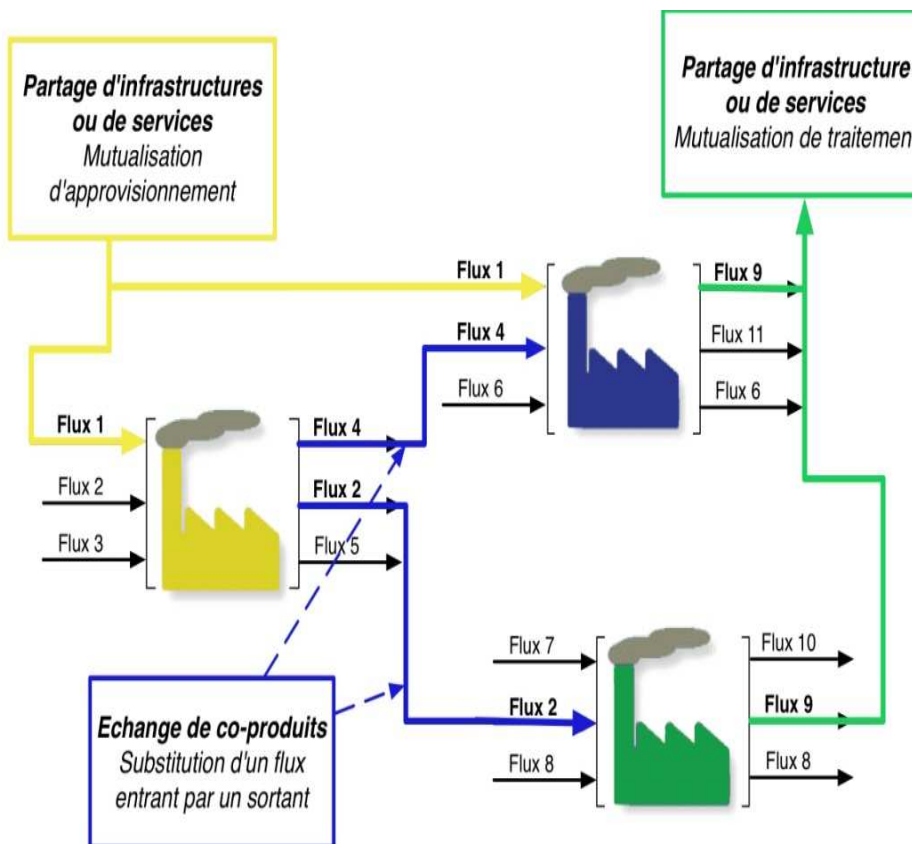 Partage d'infrastructures
ou de services
Mutualisation
d'approvisionnement
Partage d'infrastructure
ou de services
Mutualisation de traitemen
Flux 1
Flux 4
Flux 6
Flux 9
Flux 11
Flux 6
Flux 1
Flux 2
Flux 3
Flux 4
Flux 2
Flux 5
Flux 7
Flux 2
Flux 8
Flux 10
Flux 9
Flux 8
Echange de co-produits
Substitution d'un flux
entrant par un sortant